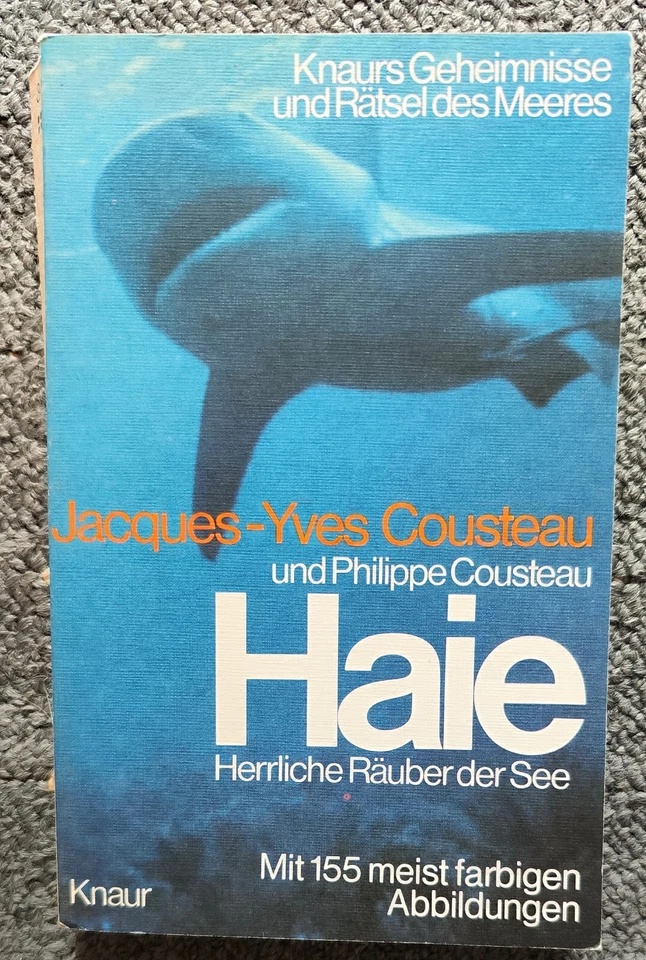 Knaurs Geheimnisse
und Rätsel des Meeres
Jacques-Yves Cousteau
und Philippe Cousteau
Haie
Herrliche Räuber der See
Mit 155 meist farbigen
Abbildungen
Knaur